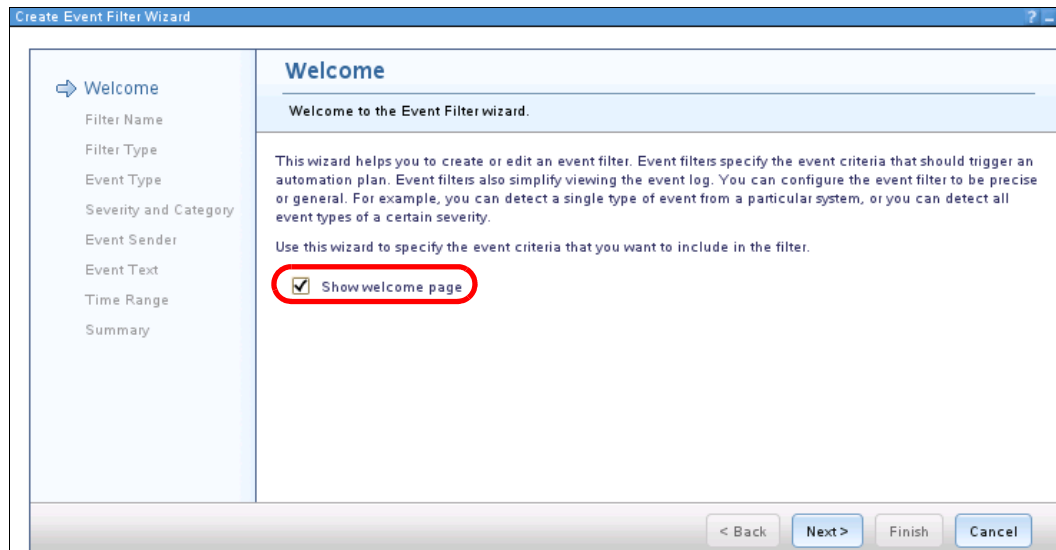 Create Event Filter Wizard
?
Welcome
Filter Name
Filter Type
Event Type
Severity and Category
Event Sender
Event Text
Time Range
Summary
Welcome
Welcome to the Event Filter wizard.
This wizard helps you to create or edit an event filter. Event filters specify the event criteria that should trigger an
automation plan. Event filters also simplify viewing the event log. You can configure the event filter to be precise
or general. For example, you can detect a single type of event from a particular system, or you can detect all
event types of a certain severity.
Use this wizard to specify the event criteria that you want to include in the filter.
Show welcome page
< Back
Next >
Finish
Cancel